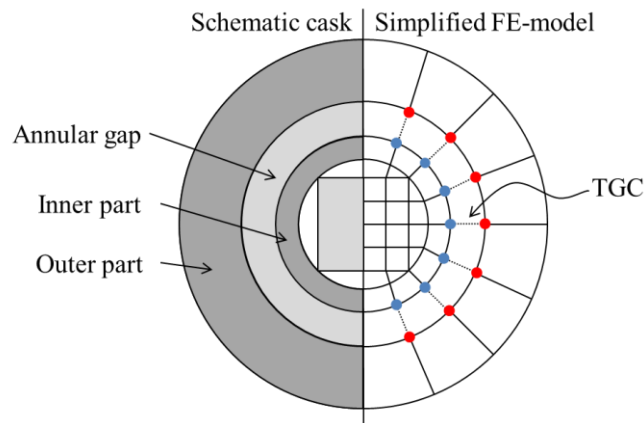 Schematic cask
Simplified FE-model
Annular gap
Inner part
Outer part
TGC